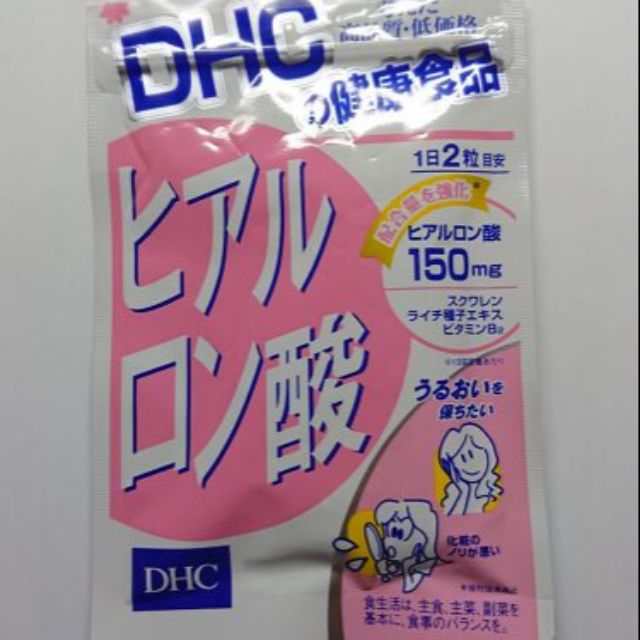 DHC
・低価格
の健康食品
1日2粒目安
配合量を強化
ヒアルロン酸
150mg
スクワレン
ライチ種子エキス
ビタミンB2
ヒアル
ロン酸
うるおいを
保ちたい
化粧の
ノリが悪い
DHC
食生活は、主食、主菜、副菜を
基本に、食事のバランスを。